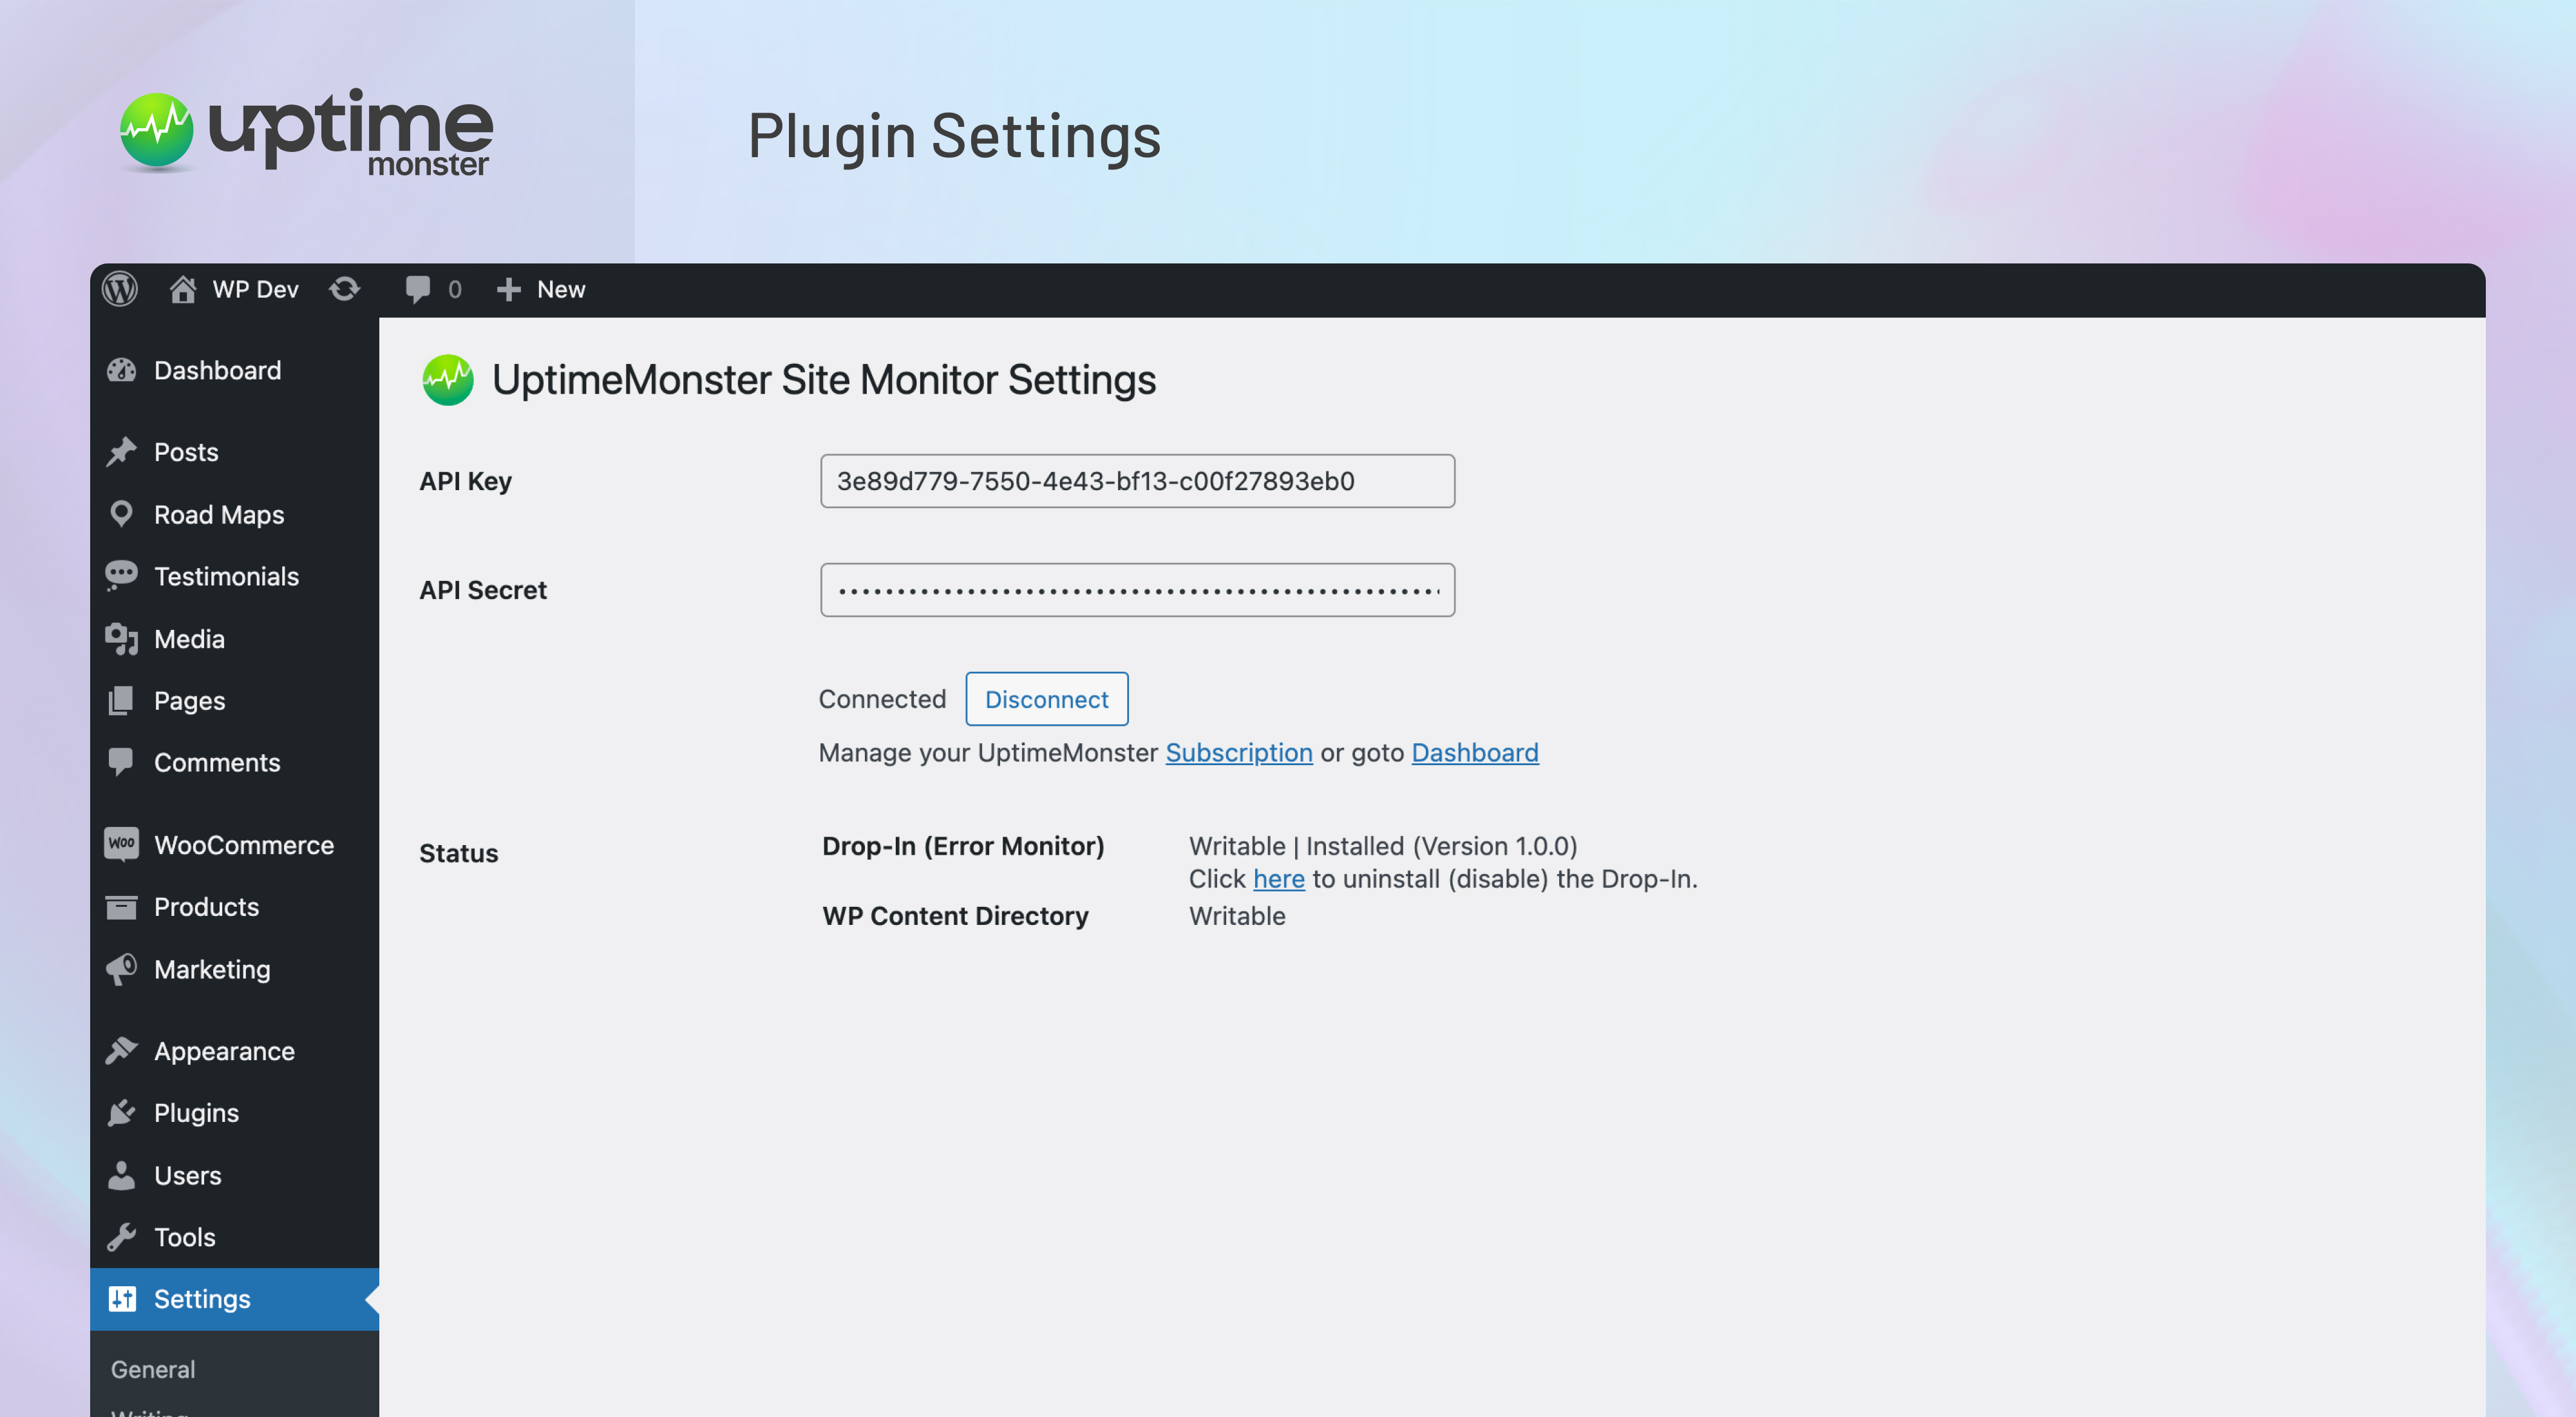 uptime
monster
Plugin Settings
WP Dev
0
New
Dashboard
Posts
Road Maps
Testimonials
Media
Pages
Comments
Woo WooCommerce
Products
Marketing
Appearance
Plugins
Users
Tools
Settings
General
Writing
UptimeMonster Site Monitor Settings
API Key
3e89d779-7550-4e43-bf13-c00f27893eb0
API Secret
Connected Disconnect
Manage your UptimeMonster Subscription or goto Dashboard
Status
Drop-In (Error Monitor) Writable | Installed (Version 1.0.0)
Click here to uninstall (disable) the Drop-In.
WP Content Directory Writable